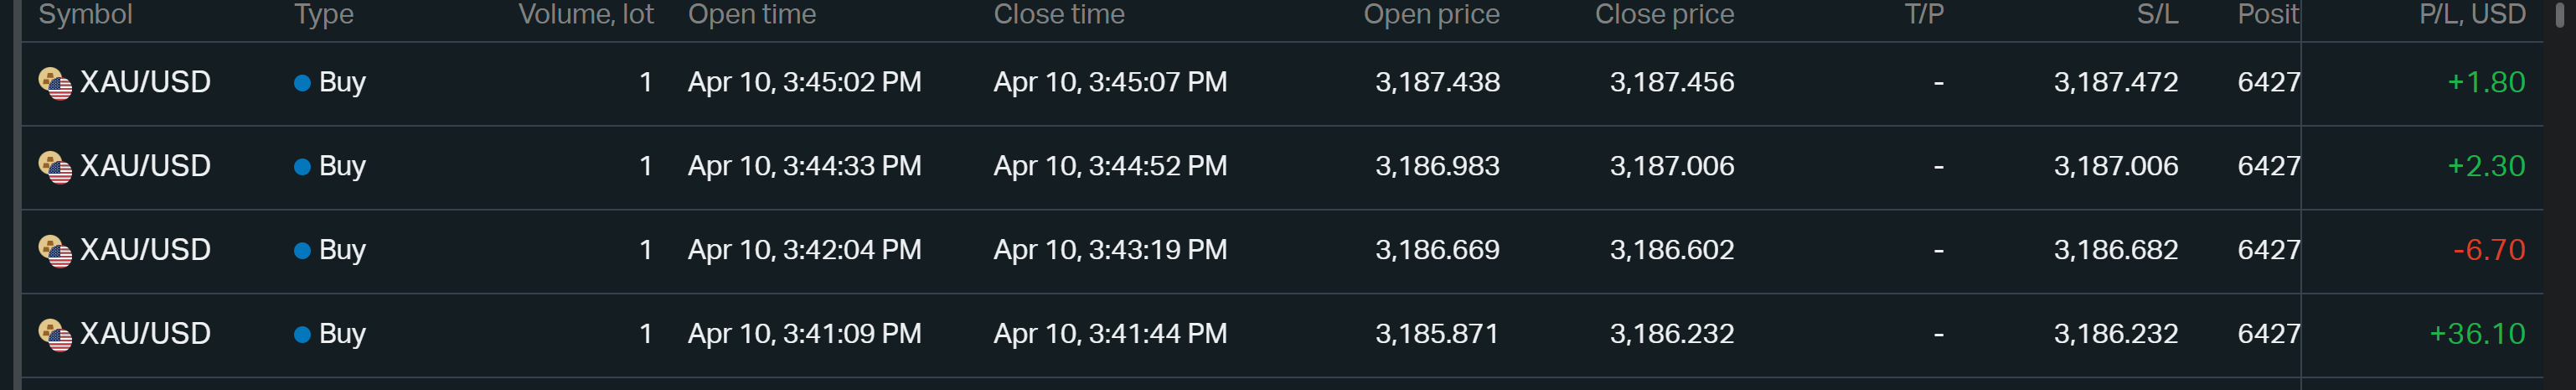 Symbol Type Volume, lot Open time Close time Open price Close price T/P S/L Posit P/L, USD
XAU/USD Buy 1 Apr 10, 3:45:02 PM Apr 10, 3:45:07 PM 3,187.438 3,187.456 - 3,187.472 6427 +1.80
XAU/USD Buy 1 Apr 10, 3:44:33 PM Apr 10, 3:44:52 PM 3,186.983 3,187.006 - 3,187.006 6427 +2.30
XAU/USD Buy 1 Apr 10, 3:42:04 PM Apr 10, 3:43:19 PM 3,186.669 3,186.602 - 3,186.682 6427 -6.70
XAU/USD Buy 1 Apr 10, 3:41:09 PM Apr 10, 3:41:44 PM 3,185.871 3,186.232 - 3,186.232 6427 +36.10